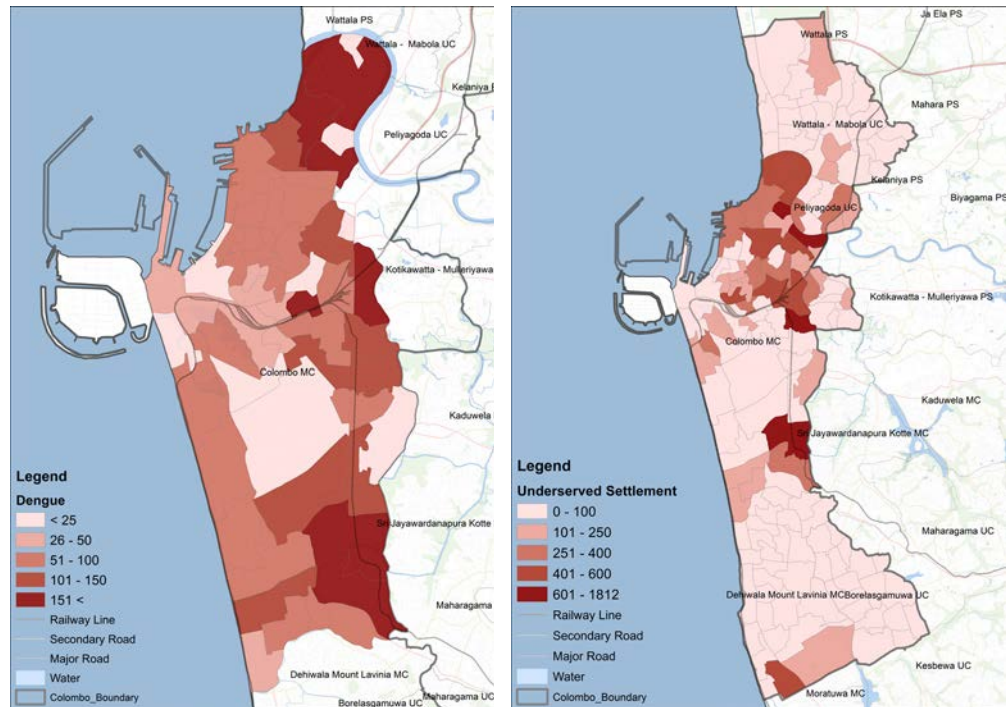 Wattala PS
Wattala - Mabola UC
Kelaniya
Peliyagoda UC
Kotikawatta - Mulleriyawa
Colombo MC
Kaduwela
Sri Jayawardanapura Kotte
Maharagama
Dehiwala Mount Lavinia MC
Maharagama UC
Borelasgamuwa UC
Legend
Dengue
< 25
26 - 50
51 - 100
101 - 150
151 <
Railway Line
Secondary Road
Major Road
Water
Colombo_Boundary
Ja Ela PS
Wattala PS
Mahara PS
Wattala - Mabola UC
Kelaniya PS
Biyagama PS
Peliyagoda UC
Kotikawatta - Mulleriyawa PS
Colombo MC
Kaduwela MC
Sri Jayawardanapura Kotte MC
Maharagama UC
Dehiwala Mount Lavinia MC
Borelasgamuwa UC
Kesbewa UC
Moratuwa MC
Legend
Underserved Settlement
0 - 100
101 - 250
251 - 400
401 - 600
601 - 1812
Railway Line
Secondary Road
Major Road
Water
Colombo_Boundary